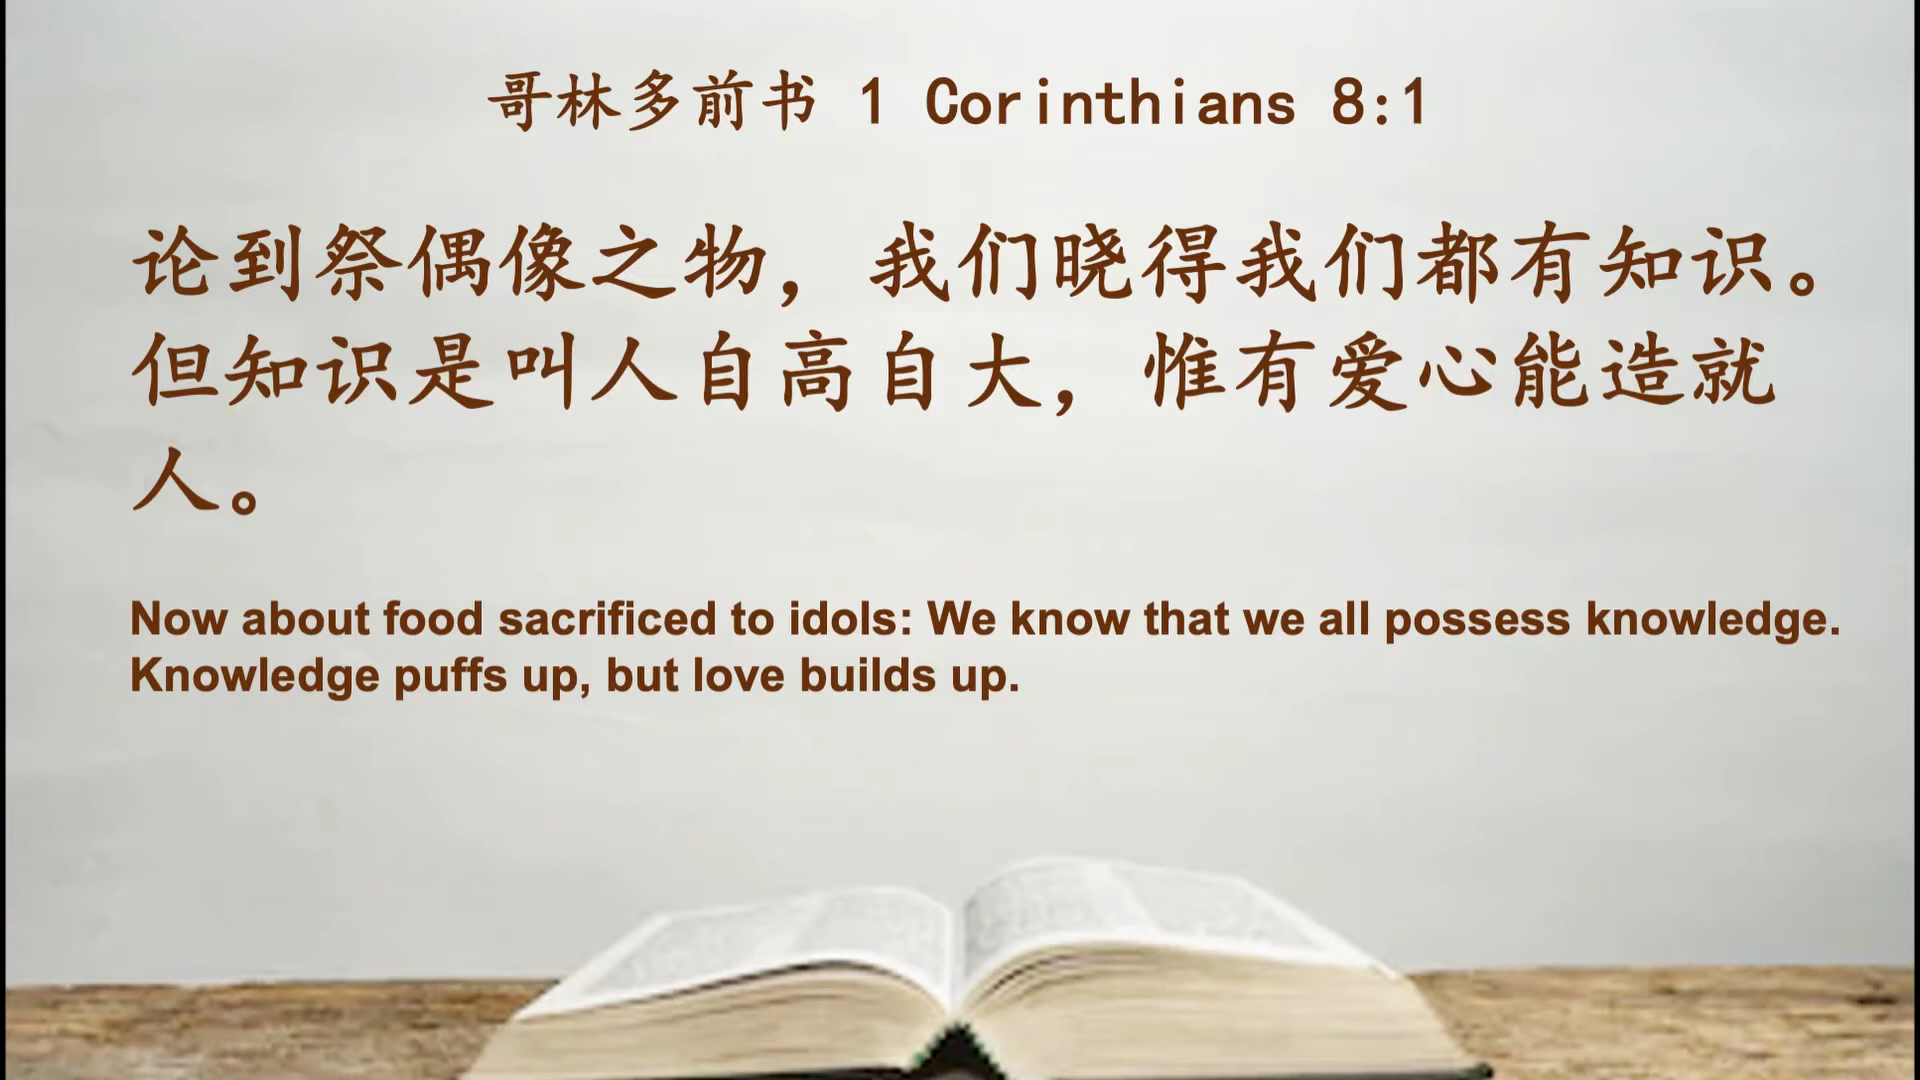 哥林多前书 1 Corinthians 8:1
论到祭偶像之物，我们晓得我们都有知识。
但知识是叫人自高自大，惟有爱心能造就
人。
Now about food sacrificed to idols: We know that we all possess knowledge.
Knowledge puffs up, but love builds up.